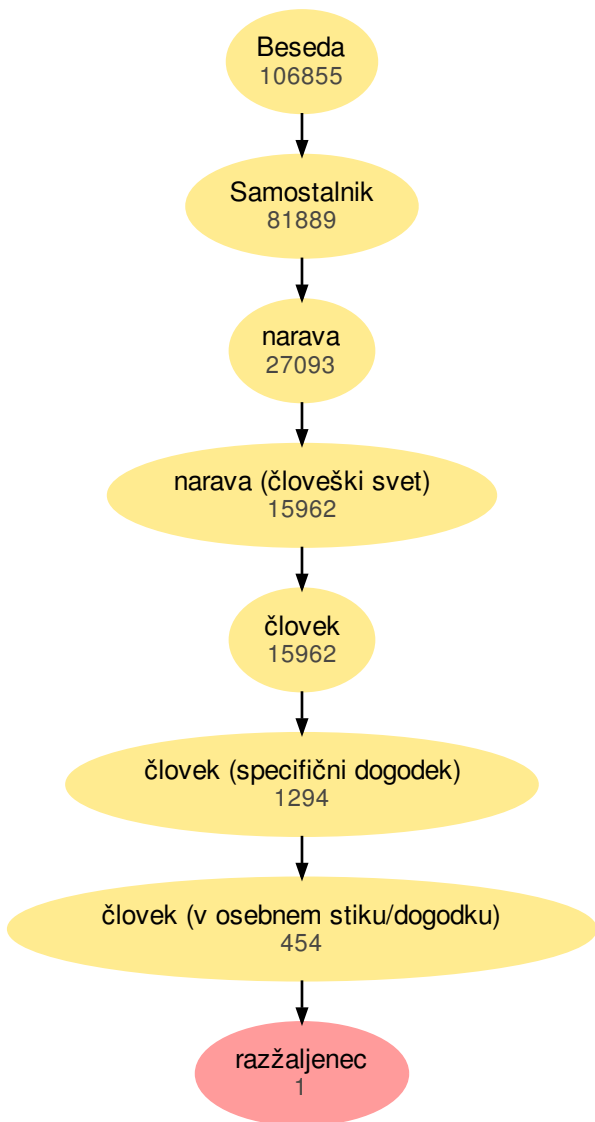 Beseda
106855
Samostalnik
81889
narava
27093
narava (človeški svet)
15962
človek
15962
človek (specifični dogodek)
1294
človek (v osebnem stiku/dogodku)
454
razžaljenec
1